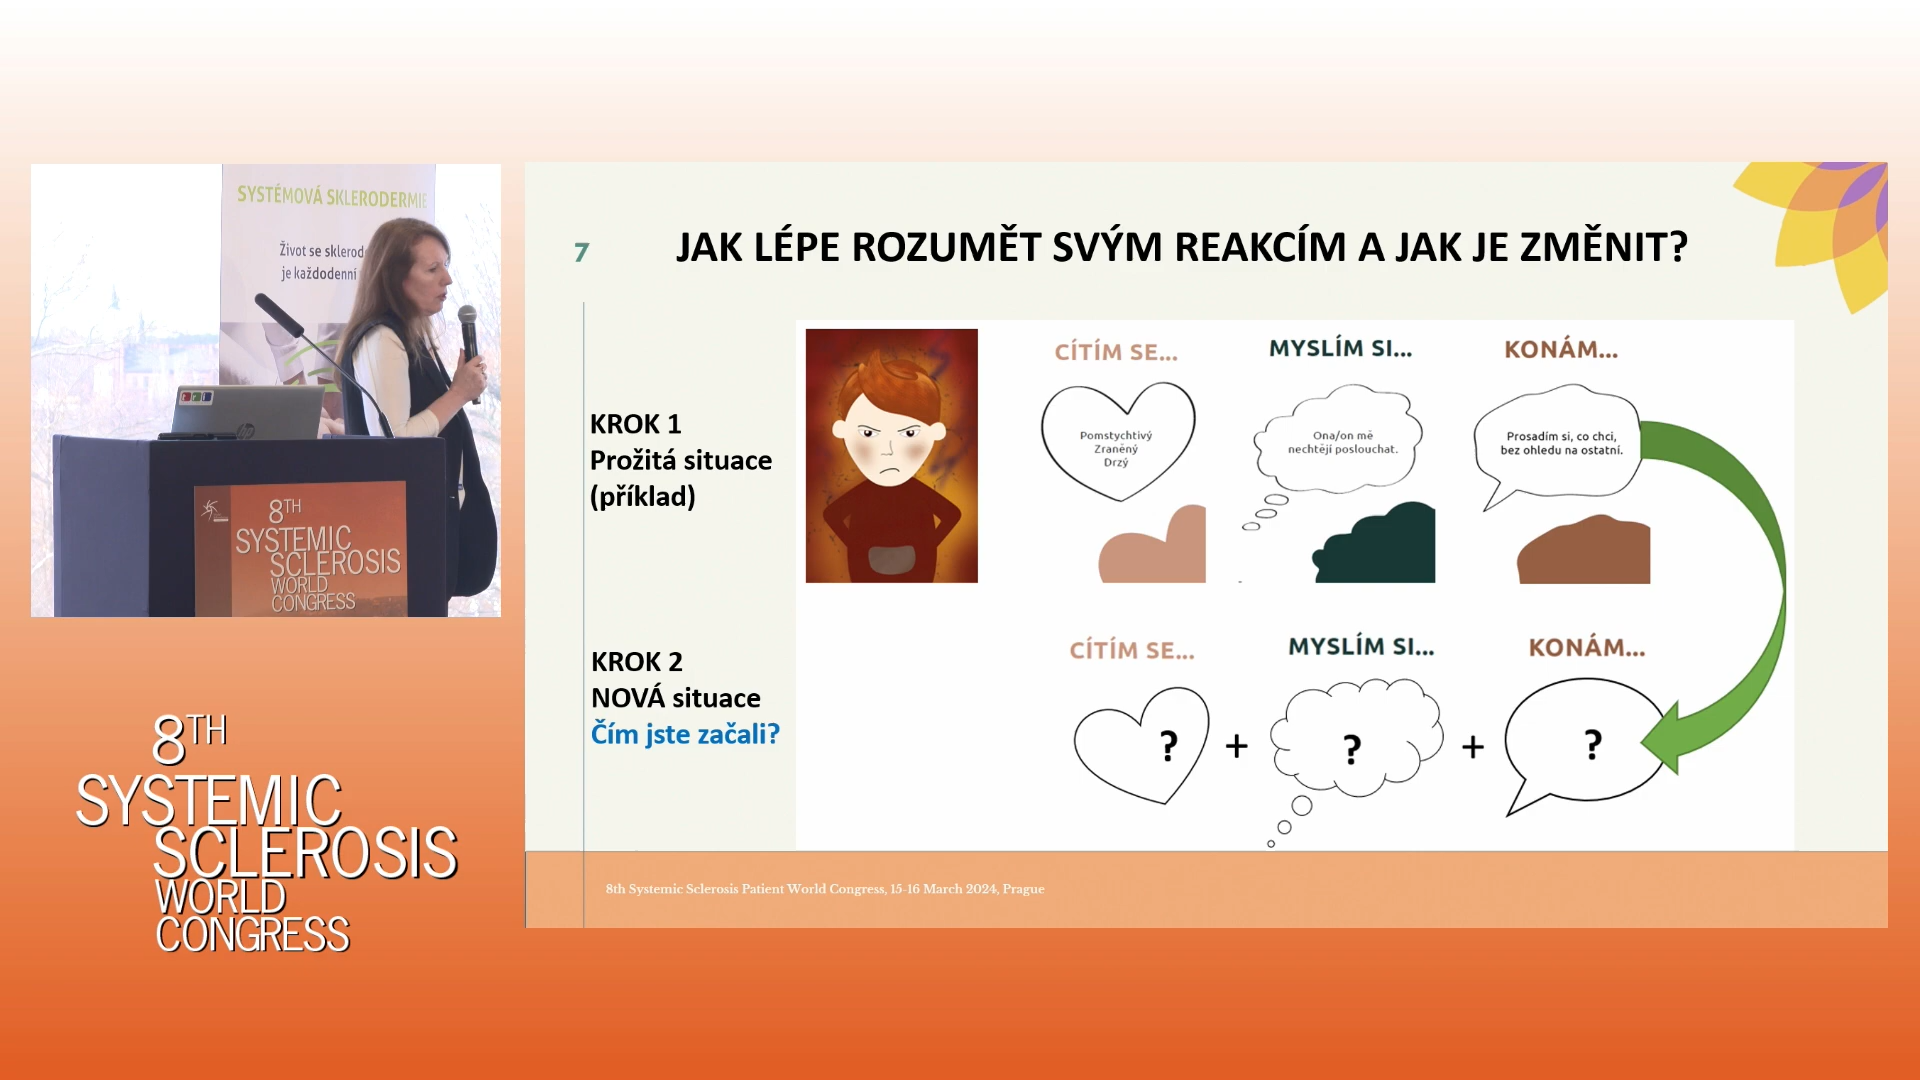 SYSTÉMOVÁ SKLERODERMIE
Život se sklerod
je každodenní
8TH
SYSTEMIC
SCLEROSIS
WORLD
CONGRESS
8TH
SYSTEMIC
SCLEROSIS
WORLD
CONGRESS
7
JAK LÉPE ROZUMĚT SVÝM REAKCÍM A JAK JE ZMĚNIT?
KROK 1
Prožitá situace
(příklad)
CÍTÍM SE...
MYSLÍM SI...
KONÁM...
Pomstychtivý
Zraněný
Drzý
Ona/on mě
nechtějí poslouchat.
Prosadím si, co chci,
bez ohledu na ostatní.
KROK 2
NOVÁ situace
Čím jste začali?
CÍTÍM SE...
MYSLÍM SI...
KONÁM...
? + ? + ?
8th Systemic Sclerosis Patient World Congress, 15-16 March 2024, Prague